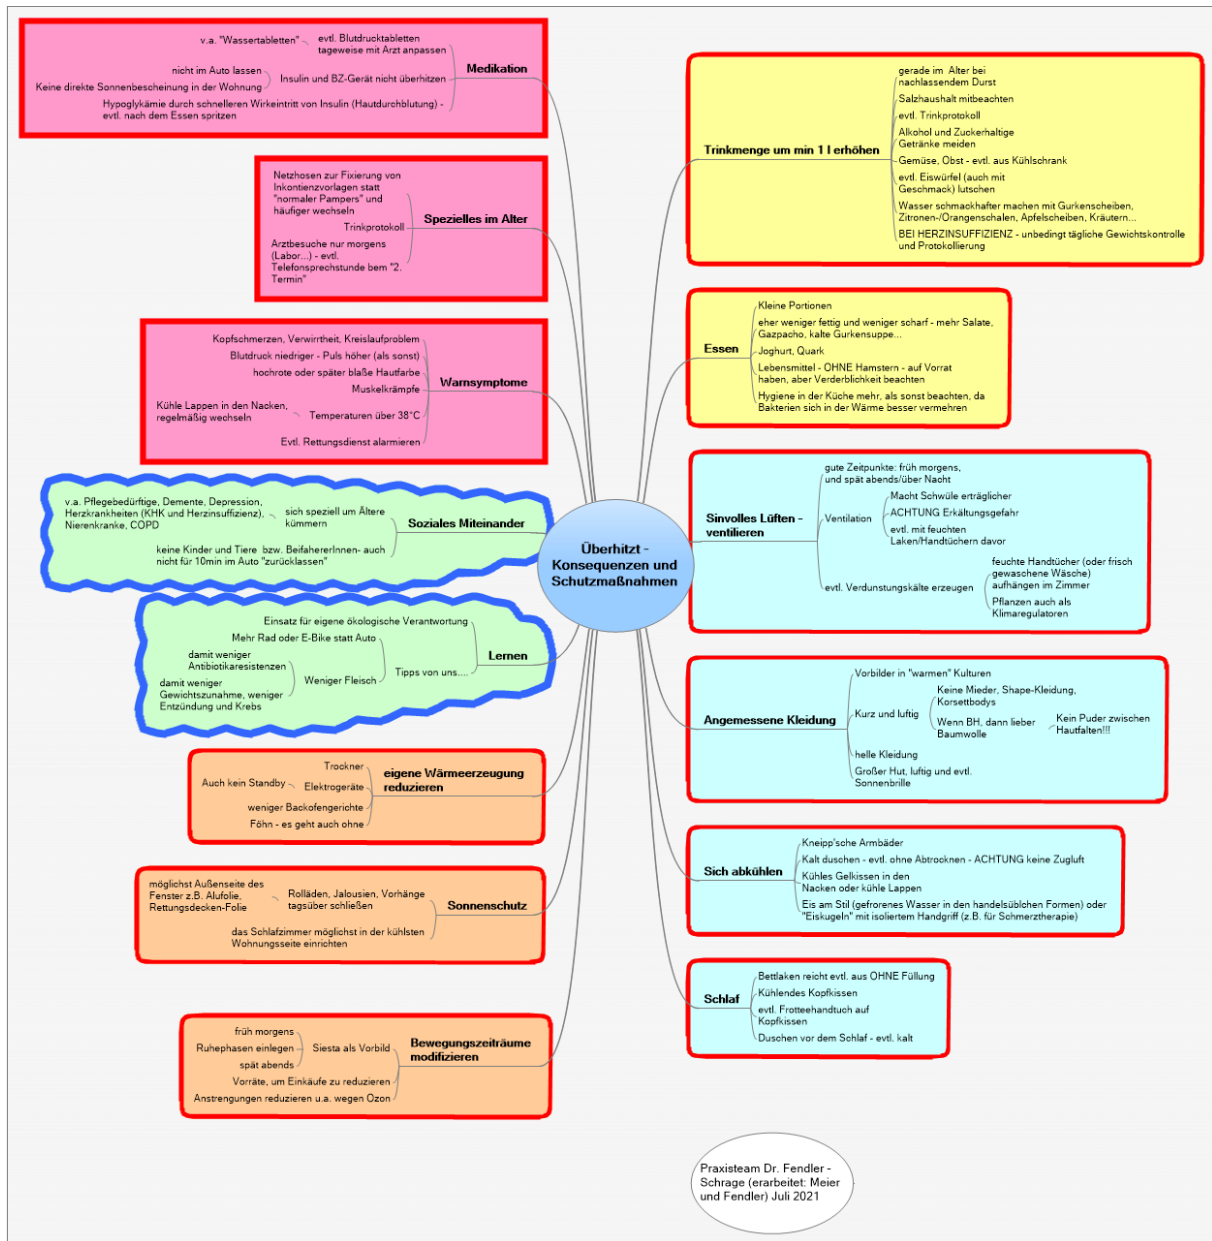 Überhitzt -
Konsequenzen und
Schutzmaßnahmen
Medikation
evtl. Blutdrucktabletten
tageweise mit Arzt anpassen
v.a. "Wassertabletten"
Insulin und BZ-Gerät nicht überhitzen
nicht im Auto lassen
Keine direkte Sonnenbescheinung in der Wohnung
Hypoglykämie durch schnelleren Wirkeintritt von Insulin (Hautdurchblutung) -
evtl. nach dem Essen spritzen
Spezielles im Alter
Netzhosen zur Fixierung von
Inkontienzvorlagen statt
"normaler Pampers" und
häufiger wechseln
Trinkprotokoll
Arztbesuche nur morgens
(Labor...) - evtl.
Telefonsprechstunde bem "2.
Termin"
Warnsymptome
Kopfschmerzen, Verwirrtheit, Kreislaufproblem
Blutdruck niedriger - Puls höher (als sonst)
hochrote oder später blaße Hautfarbe
Muskelkrämpfe
Temperaturen über 38°C
Kühle Lappen in den Nacken,
regelmäßig wechseln
Evtl. Rettungsdienst alarmieren
Soziales Miteinander
sich speziell um Ältere
kümmern
v.a. Pflegebedürftige, Demente, Depression,
Herzkrankheiten (KHK und Herzinsuffizienz),
Nierenkranke, COPD
keine Kinder und Tiere bzw. BeifahererInnen- auch
nicht für 10min im Auto "zurücklassen"
Lernen
Einsatz für eigene ökologische Verantwortung
Tipps von uns....
Mehr Rad oder E-Bike statt Auto
Weniger Fleisch
damit weniger
Antibiotikaresistenzen
damit weniger
Gewichtszunahme, weniger
Entzündung und Krebs
eigene Wärmeerzeugung
reduzieren
Trockner
Elektrogeräte
Auch kein Standby
weniger Backofengerichte
Föhn - es geht auch ohne
Sonnenschutz
Rolläden, Jalousien, Vorhänge
tagsüber schließen
möglichst Außenseite des
Fenster z.B. Alufolie,
Rettungsdecken-Folie
das Schlafzimmer möglichst in der kühlsten
Wohnungsseite einrichten
Bewegungszeiträume
modifizieren
Siesta als Vorbild
früh morgens
Ruhephasen einlegen
spät abends
Vorräte, um Einkäufe zu reduzieren
Anstrengungen reduzieren u.a. wegen Ozon
Trinkmenge um min 1 l erhöhen
gerade im Alter bei
nachlassendem Durst
Salzhaushalt mitbeachten
evtl. Trinkprotokoll
Alkohol und Zuckerhaltige
Getränke meiden
Gemüse, Obst - evtl. aus Kühlschrank
evtl. Eiswürfel (auch mit
Geschmack) lutschen
Wasser schmackhafter machen mit Gurkenscheiben,
Zitronen-/Orangenschalen, Apfelscheiben, Kräutern...
BEI HERZINSUFFIZIENZ - unbedingt tägliche Gewichtskontrolle
und Protokollierung
Essen
Kleine Portionen
eher weniger fettig und weniger scharf - mehr Salate,
Gazpacho, kalte Gurkensuppe...
Joghurt, Quark
Lebensmittel - OHNE Hamstern - auf Vorrat
haben, aber Verderblichkeit beachten
Hygiene in der Küche mehr, als sonst beachten, da
Bakterien sich in der Wärme besser vermehren
Sinvolles Lüften -
ventilieren
gute Zeitpunkte: früh morgens,
und spät abends/über Nacht
Ventilation
Macht Schwüle erträglicher
ACHTUNG Erkältungsgefahr
evtl. mit feuchten
Laken/Handtüchern davor
evtl. Verdunstungskälte erzeugen
feuchte Handtücher (oder frisch
gewaschene Wäsche)
aufhängen im Zimmer
Pflanzen auch als
Klimaregulatoren
Angemessene Kleidung
Vorbilder in "warmen" Kulturen
Kurz und luftig
Keine Mieder, Shape-Kleidung,
Korsettbodys
Wenn BH, dann lieber
Baumwolle
Kein Puder zwischen
Hautfalten!!!
helle Kleidung
Großer Hut, luftig und evtl.
Sonnenbrille
Sich abkühlen
Kneipp'sche Armbäder
Kalt duschen - evtl. ohne Abtrocknen - ACHTUNG keine Zugluft
Kühles Gelkissen in den
Nacken oder kühle Lappen
Eis am Stil (gefrorenes Wasser in den handelsüblchen Formen) oder
"Eiskugeln" mit isoliertem Handgriff (z.B. für Schmerztherapie)
Schlaf
Bettlaken reicht evtl. aus OHNE Füllung
Kühlendes Kopfkissen
evtl. Frotteehandtuch auf
Kopfkissen
Duschen vor dem Schlaf - evtl. kalt
Praxisteam Dr. Fendler -
Schrage (erarbeitet: Meier
und Fendler) Juli 2021